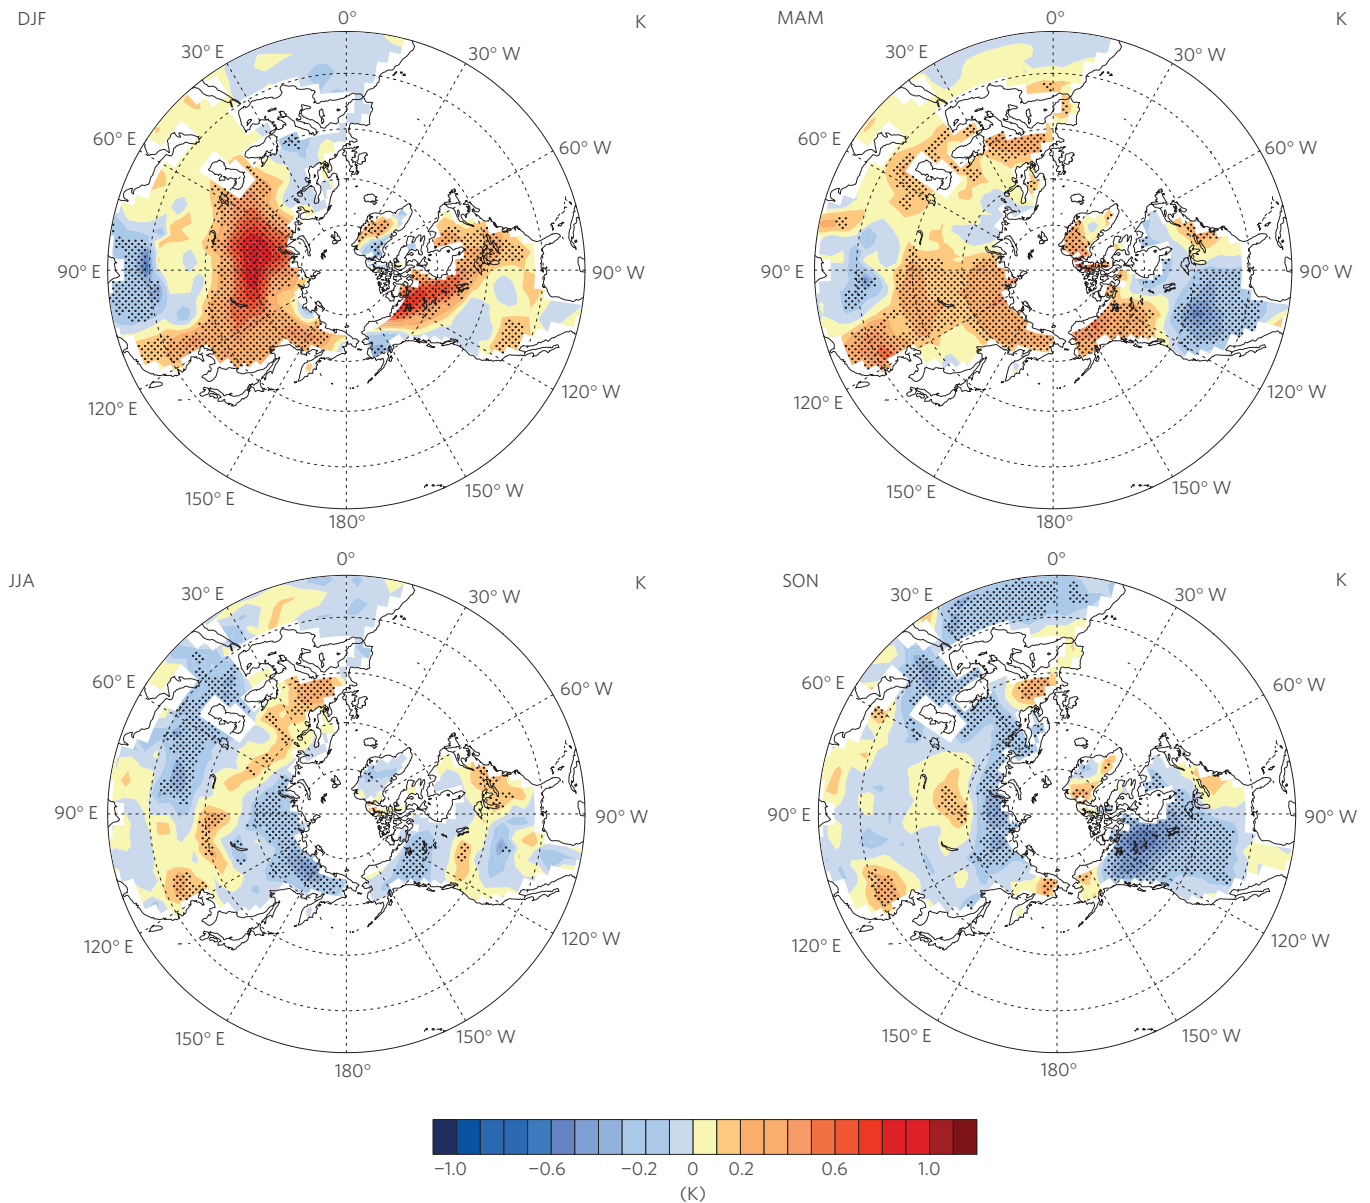 DJF 0° K MAM 0° K
30° E 30° W 30° E 30° W
60° E 60° W 60° E 60° W
90° E 90° W 90° E 90° W
120° E 120° W 120° E 120° W
150° E 150° W 150° E 150° W
180° 180°
JJA 0° K SON 0° K
30° E 30° W 30° E 30° W
60° E 60° W 60° E 60° W
90° E 90° W 90° E 90° W
120° E 120° W 120° E 120° W
150° E 150° W 150° E 150° W
180° 180°
−1.0 −0.6 −0.2 0 0.2 0.6 1.0
(K)